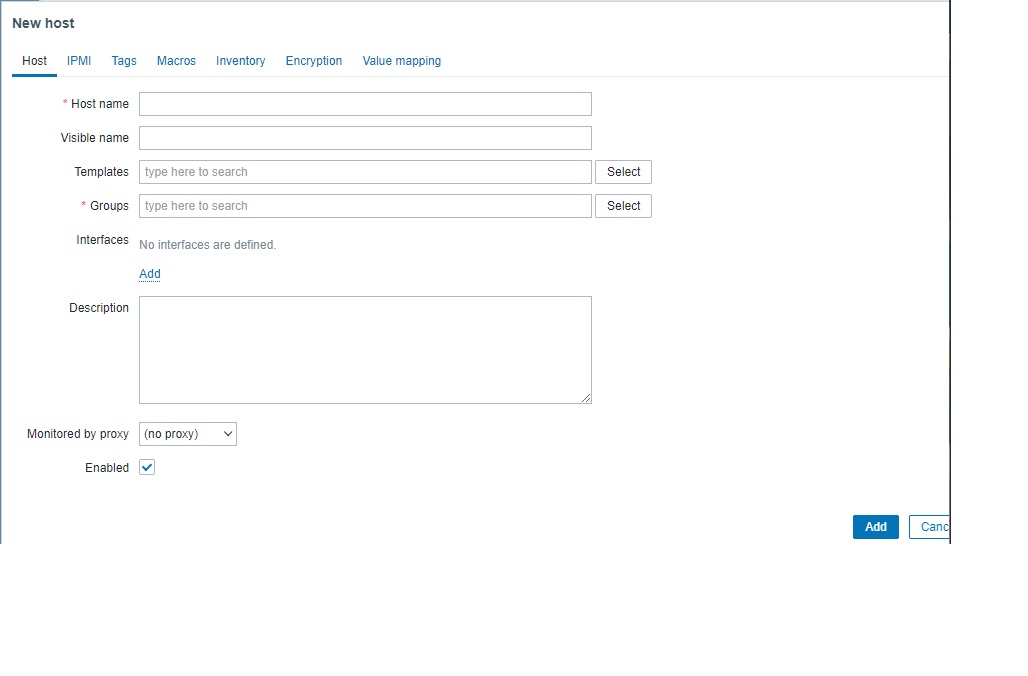 New host
Host IPMI Tags Macros Inventory Encryption Value mapping
* Host name
Visible name
Templates type here to search Select
* Groups type here to search Select
Interfaces No interfaces are defined.
Add
Description
Monitored by proxy (no proxy)
Enabled
Add Canc